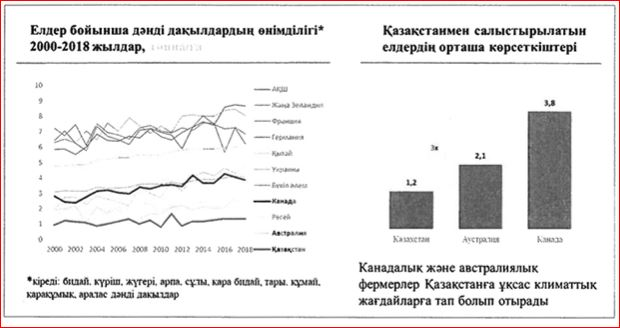 Елдер бойынша дәнді дақылдардың өнімділігі*
2000-2018 жылдар,
10
9
8
7
6
5
4
3
2
1
0
2000 2002 2004 2006 2008 2010 2012 2014 2016 2018
АҚШ
Жаңа Зеландия
Франция
Германия
Қытай
Украина
Бүкіл әлем
Канада
Ресей
Австралия
Қазақстан
*кіреді: бидай, күріш, жүгері, арпа, сұлы, қара бидай, тары, құмай,
қарақұмық, аралас дәнді дақылдар
Қазақстанмен салыстырылатын
елдердің орташа көрсеткіштері
3x
1,2
2,1
3,8
Казахстан Аустралия Канада
Канадалық және австралиялық
фермерлер Қазақстанға ұқсас климаттық
жағдайларға тап болып отырады